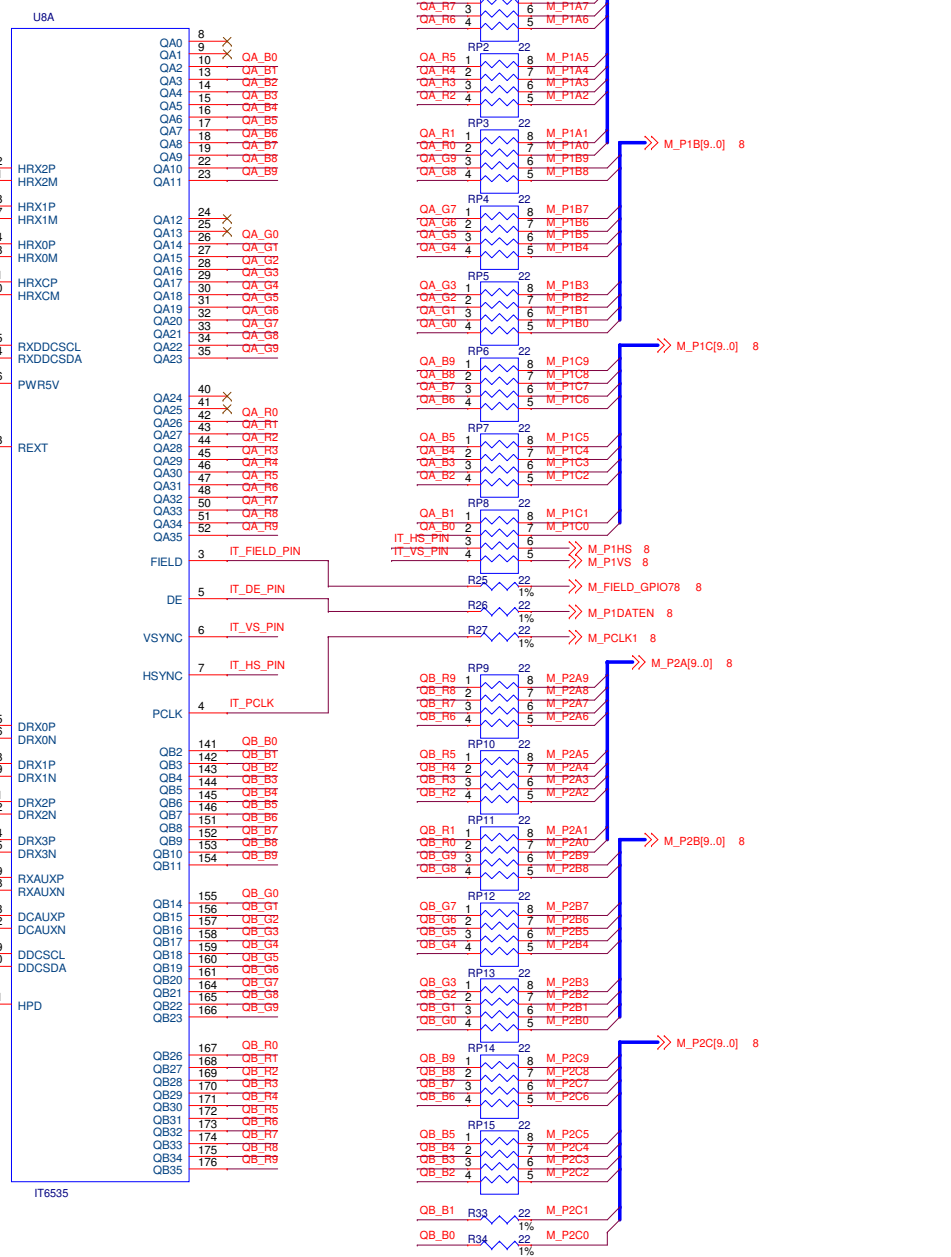 U8A
HRX2P
HRX2M
HRX1P
HRX1M
HRX0P
HRX0M
HRXCP
HRXCM
RXDDCSCL
RXDDCSDA
PWR5V
REXT
DRX0P
DRX0N
DRX1P
DRX1N
DRX2P
DRX2N
DRX3P
DRX3N
RXAUXP
RXAUXN
DCAUXP
DCAUXN
DDCSCL
DDCSDA
HPD
QA0 8
QA1 9
QA2 10 QA_B0
QA3 13 QA_B1
QA4 14 QA_B2
QA5 15 QA_B3
QA6 16 QA_B4
QA7 17 QA_B5
QA8 18 QA_B6
QA9 19 QA_B7
QA10 22 QA_B8
QA11 23 QA_B9
QA12 24
QA13 25
QA14 26 QA_G0
QA15 27 QA_G1
QA16 28 QA_G2
QA17 29 QA_G3
QA18 30 QA_G4
QA19 31 QA_G5
QA20 32 QA_G6
QA21 33 QA_G7
QA22 34 QA_G8
QA23 35 QA_G9
QA24 40
QA25 41
QA26 42 QA_R0
QA27 43 QA_R1
QA28 44 QA_R2
QA29 45 QA_R3
QA30 46 QA_R4
QA31 47 QA_R5
QA32 48 QA_R6
QA33 50 QA_R7
QA34 51 QA_R8
QA35 52 QA_R9
FIELD 3 IT_FIELD_PIN
DE 5 IT_DE_PIN
VSYNC 6 IT_VS_PIN
HSYNC 7 IT_HS_PIN
PCLK 4 IT_PCLK
QB2 141 QB_B0
QB3 142 QB_B1
QB4 143 QB_B2
QB5 144 QB_B3
QB6 145 QB_B4
QB7 146 QB_B5
QB8 151 QB_B6
QB9 152 QB_B7
QB10 153 QB_B8
QB11 154 QB_B9
QB14 155 QB_G0
QB15 156 QB_G1
QB16 157 QB_G2
QB17 158 QB_G3
QB18 159 QB_G4
QB19 160 QB_G5
QB20 161 QB_G6
QB21 164 QB_G7
QB22 165 QB_G8
QB23 166 QB_G9
QB26 167 QB_R0
QB27 168 QB_R1
QB28 169 QB_R2
QB29 170 QB_R3
QB30 171 QB_R4
QB31 172 QB_R5
QB32 173 QB_R6
QB33 174 QB_R7
QB34 175 QB_R8
QB35 176 QB_R9
IT6535
QA_R7 3 6 M_P1A7
QA_R6 4 5 M_P1A6
RP2 22
QA_R5 1 8 M_P1A5
QA_R4 2 7 M_P1A4
QA_R3 3 6 M_P1A3
QA_R2 4 5 M_P1A2
RP3 22
QA_R1 1 8 M_P1A1
QA_R0 2 7 M_P1A0
QA_G9 3 6 M_P1B9
QA_G8 4 5 M_P1B8
M_P1B[9..0] 8
RP4 22
QA_G7 1 8 M_P1B7
QA_G6 2 7 M_P1B6
QA_G5 3 6 M_P1B5
QA_G4 4 5 M_P1B4
RP5 22
QA_G3 1 8 M_P1B3
QA_G2 2 7 M_P1B2
QA_G1 3 6 M_P1B1
QA_G0 4 5 M_P1B0
M_P1C[9..0] 8
RP6 22
QA_B9 1 8 M_P1C9
QA_B8 2 7 M_P1C8
QA_B7 3 6 M_P1C7
QA_B6 4 5 M_P1C6
RP7 22
QA_B5 1 8 M_P1C5
QA_B4 2 7 M_P1C4
QA_B3 3 6 M_P1C3
QA_B2 4 5 M_P1C2
RP8 22
QA_B1 1 8 M_P1C1
QA_B0 2 7 M_P1C0
IT_HS_PIN 3 6 M_P1HS 8
IT_VS_PIN 4 5 M_P1VS 8
R25 22 1% M_FIELD_GPIO78 8
R26 22 1% M_P1DATEN 8
R27 22 1% M_PCLK1 8
M_P2A[9..0] 8
RP9 22
QB_R9 1 8 M_P2A9
QB_R8 2 7 M_P2A8
QB_R7 3 6 M_P2A7
QB_R6 4 5 M_P2A6
RP10 22
QB_R5 1 8 M_P2A5
QB_R4 2 7 M_P2A4
QB_R3 3 6 M_P2A3
QB_R2 4 5 M_P2A2
RP11 22
QB_R1 1 8 M_P2A1
QB_R0 2 7 M_P2A0
QB_G9 3 6 M_P2B9
QB_G8 4 5 M_P2B8
M_P2B[9..0] 8
RP12 22
QB_G7 1 8 M_P2B7
QB_G6 2 7 M_P2B6
QB_G5 3 6 M_P2B5
QB_G4 4 5 M_P2B4
RP13 22
QB_G3 1 8 M_P2B3
QB_G2 2 7 M_P2B2
QB_G1 3 6 M_P2B1
QB_G0 4 5 M_P2B0
M_P2C[9..0] 8
RP14 22
QB_B9 1 8 M_P2C9
QB_B8 2 7 M_P2C8
QB_B7 3 6 M_P2C7
QB_B6 4 5 M_P2C6
RP15 22
QB_B5 1 8 M_P2C5
QB_B4 2 7 M_P2C4
QB_B3 3 6 M_P2C3
QB_B2 4 5 M_P2C2
QB_B1 R33 22 1% M_P2C1
QB_B0 R34 22 1% M_P2C0